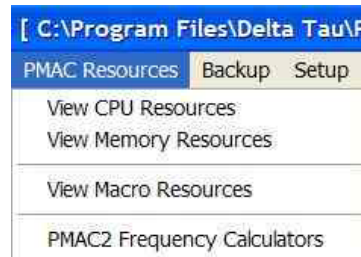 [ C:\Program Files\Delta Tau\
PMAC Resources Backup Setup
View CPU Resources
View Memory Resources
View Macro Resources
PMAC2 Frequency Calculators